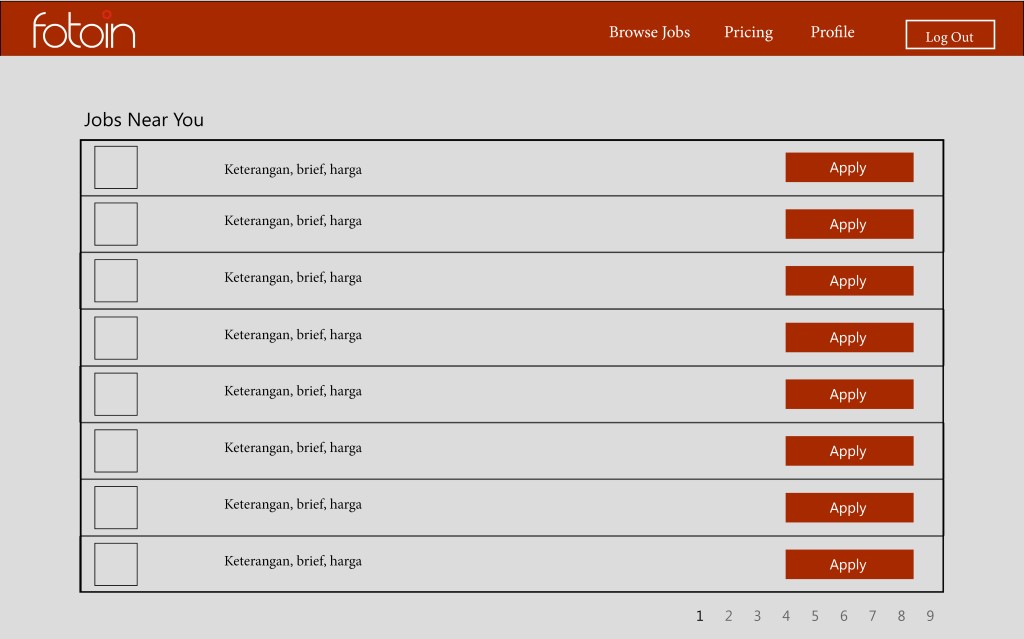 fotoin
Browse Jobs Pricing Profile Log Out
Jobs Near You
Keterangan, brief, harga Apply
Keterangan, brief, harga Apply
Keterangan, brief, harga Apply
Keterangan, brief, harga Apply
Keterangan, brief, harga Apply
Keterangan, brief, harga Apply
Keterangan, brief, harga Apply
Keterangan, brief, harga Apply
1 2 3 4 5 6 7 8 9